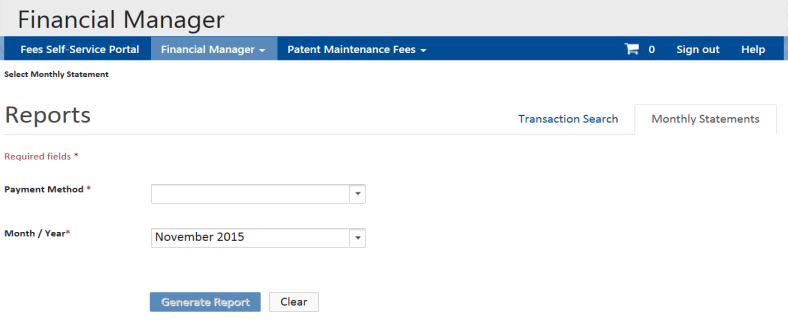 Financial Manager
Fees Self-Service Portal Financial Manager Patent Maintenance Fees 0 Sign out Help
Select Monthly Statement
Reports Transaction Search Monthly Statements
Required fields *
Payment Method *
Month / Year* November 2015
Generate Report Clear